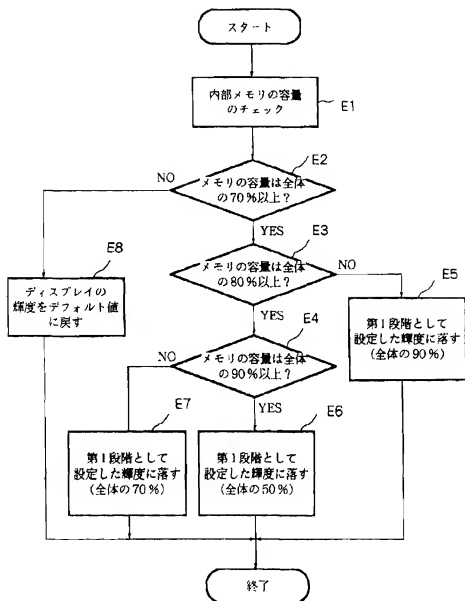 スタート
内部メモリの容量
のチェック
E1
E2
NO
メモリの容量は全体
の70%以上?
YES
E3
E8
メモリの容量は全体
の80%以上?
NO
E5
ディスプレイの
輝度をデフォルト値
に戻す
YES
E4
第1段階として
設定した輝度に落す
(全体の90%)
NO
メモリの容量は全体
の90%以上?
E7
YES
E6
第1段階として
設定した輝度に落す
(全体の70%)
第1段階として
設定した輝度に落す
(全体の50%)
終了